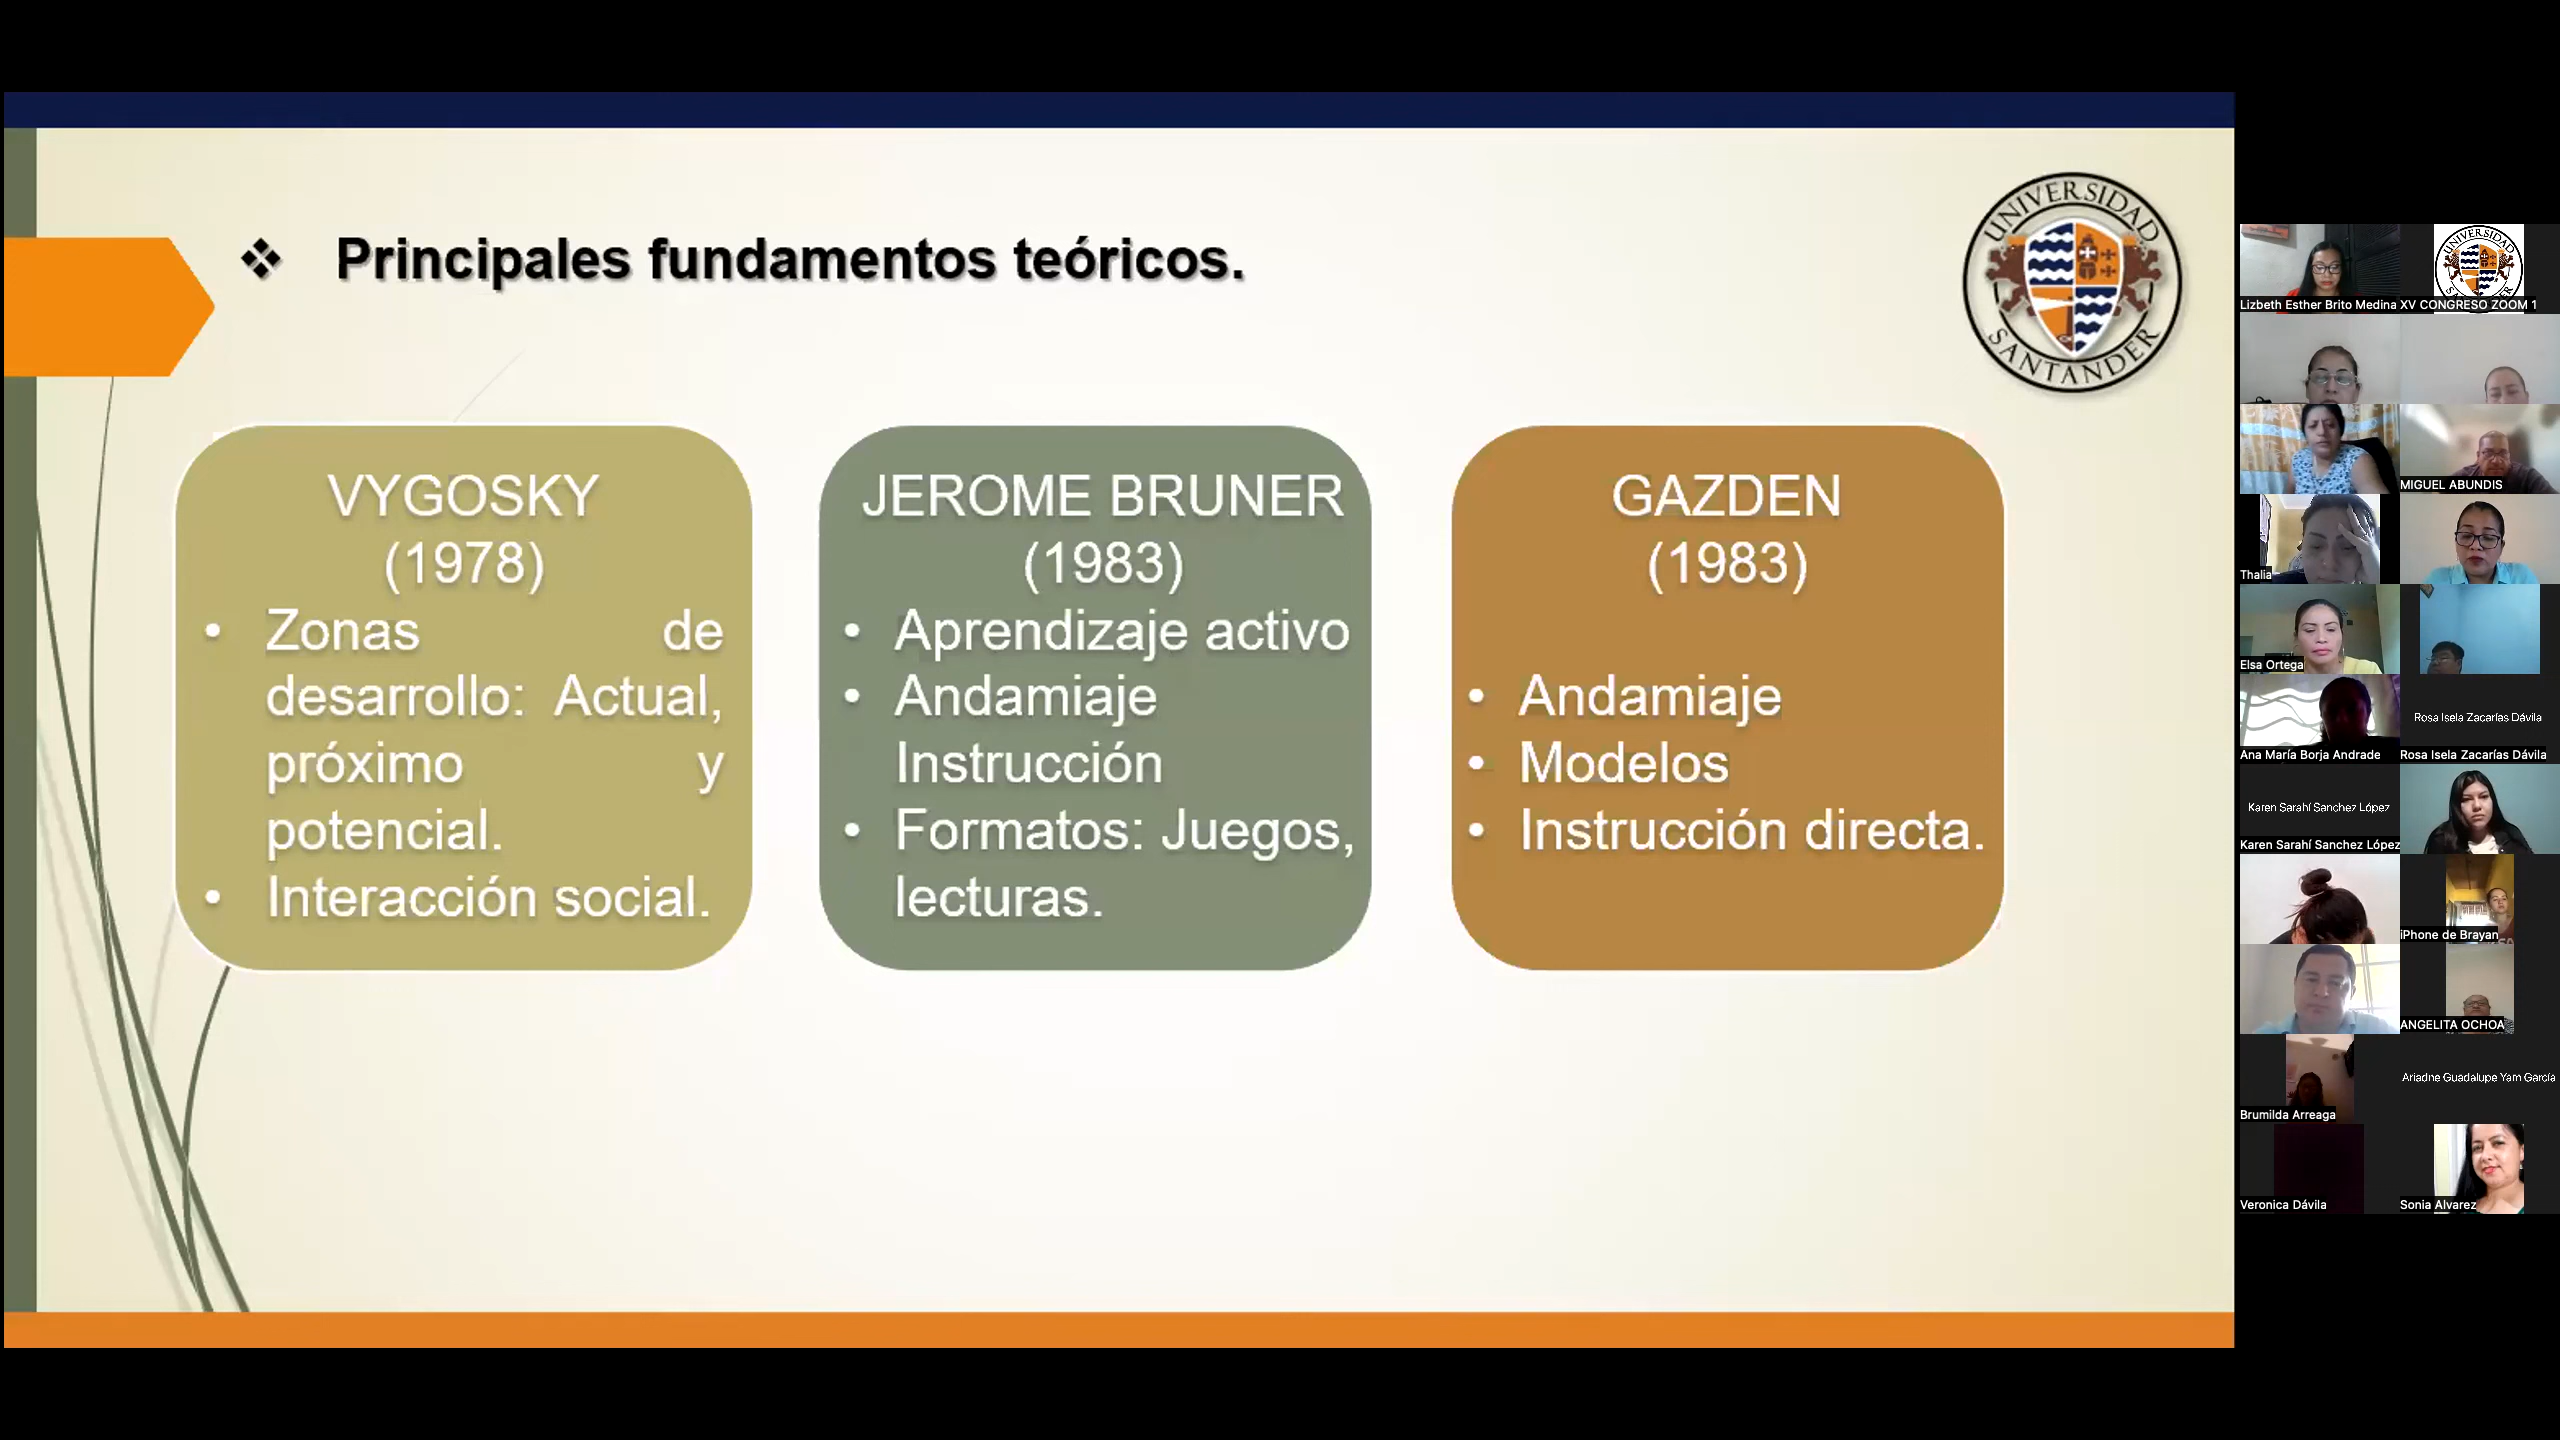 ❖ Principales fundamentos teóricos.
UNIVERSIDAD
SANTANDER
VYGOSKY
(1978)
• Zonas de
desarrollo: Actual,
próximo y
potencial.
• Interacción social.
JEROME BRUNER
(1983)
• Aprendizaje activo
• Andamiaje
Instrucción
• Formatos: Juegos,
lecturas.
GAZDEN
(1983)
• Andamiaje
• Modelos
• Instrucción directa.
UNIVERSIDAD
Lizbeth Esther Brito Medina
XV CONGRESO ZOOM 1
MIGUEL ABUNDIS
Thalia
Elsa Ortega
Rosa Isela Zacarías Dávila
Ana María Borja Andrade
Rosa Isela Zacarías Dávila
Karen Sarahí Sanchez López
Karen Sarahí Sanchez López
iPhone de Brayan
ANGELITA OCHOA
Ariadne Guadalupe Yam García
Brumilda Arreaga
Veronica Dávila
Sonia Alvarez